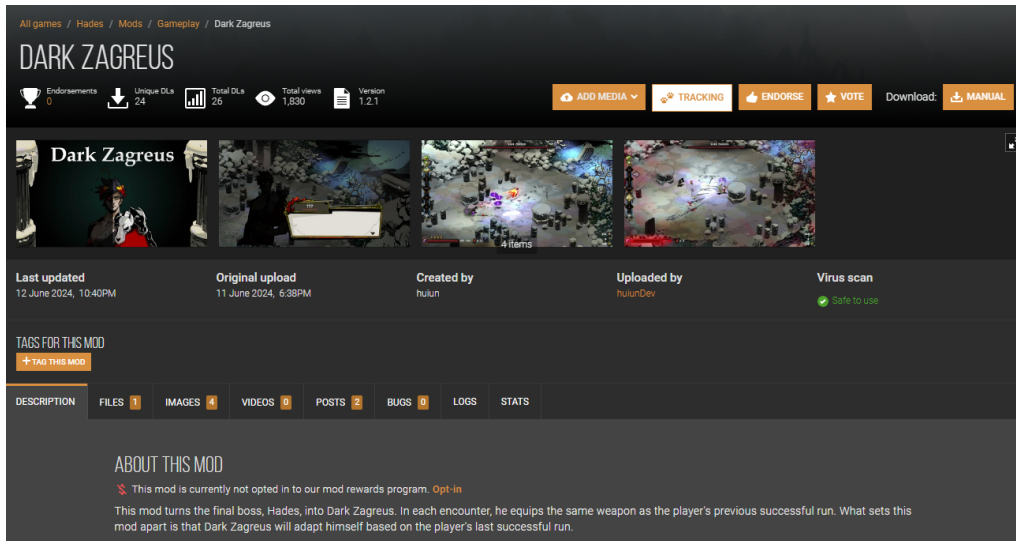 All games / Hades / Mods / Gameplay / Dark Zagreus
DARK ZAGREUS
Endorsements
0
Unique DLs
24
Total DLs
26
Total views
1,830
Version
1.2.1
ADD MEDIA
TRACKING
ENDORSE
VOTE
Download:
MANUAL
Dark Zagreus
???
4 items
Last updated
12 June 2024, 10:40PM
Original upload
11 June 2024, 6:38PM
Created by
huiun
Uploaded by
huiunDev
Virus scan
Safe to use
TAGS FOR THIS MOD
+ TAG THIS MOD
DESCRIPTION
FILES 1
IMAGES 4
VIDEOS 0
POSTS 2
BUGS 0
LOGS
STATS
ABOUT THIS MOD
This mod is currently not opted in to our mod rewards program. Opt-in
This mod turns the final boss, Hades, into Dark Zagreus. In each encounter, he equips the same weapon as the player's previous successful run. What sets this
mod apart is that Dark Zagreus will adapt himself based on the player's last successful run.